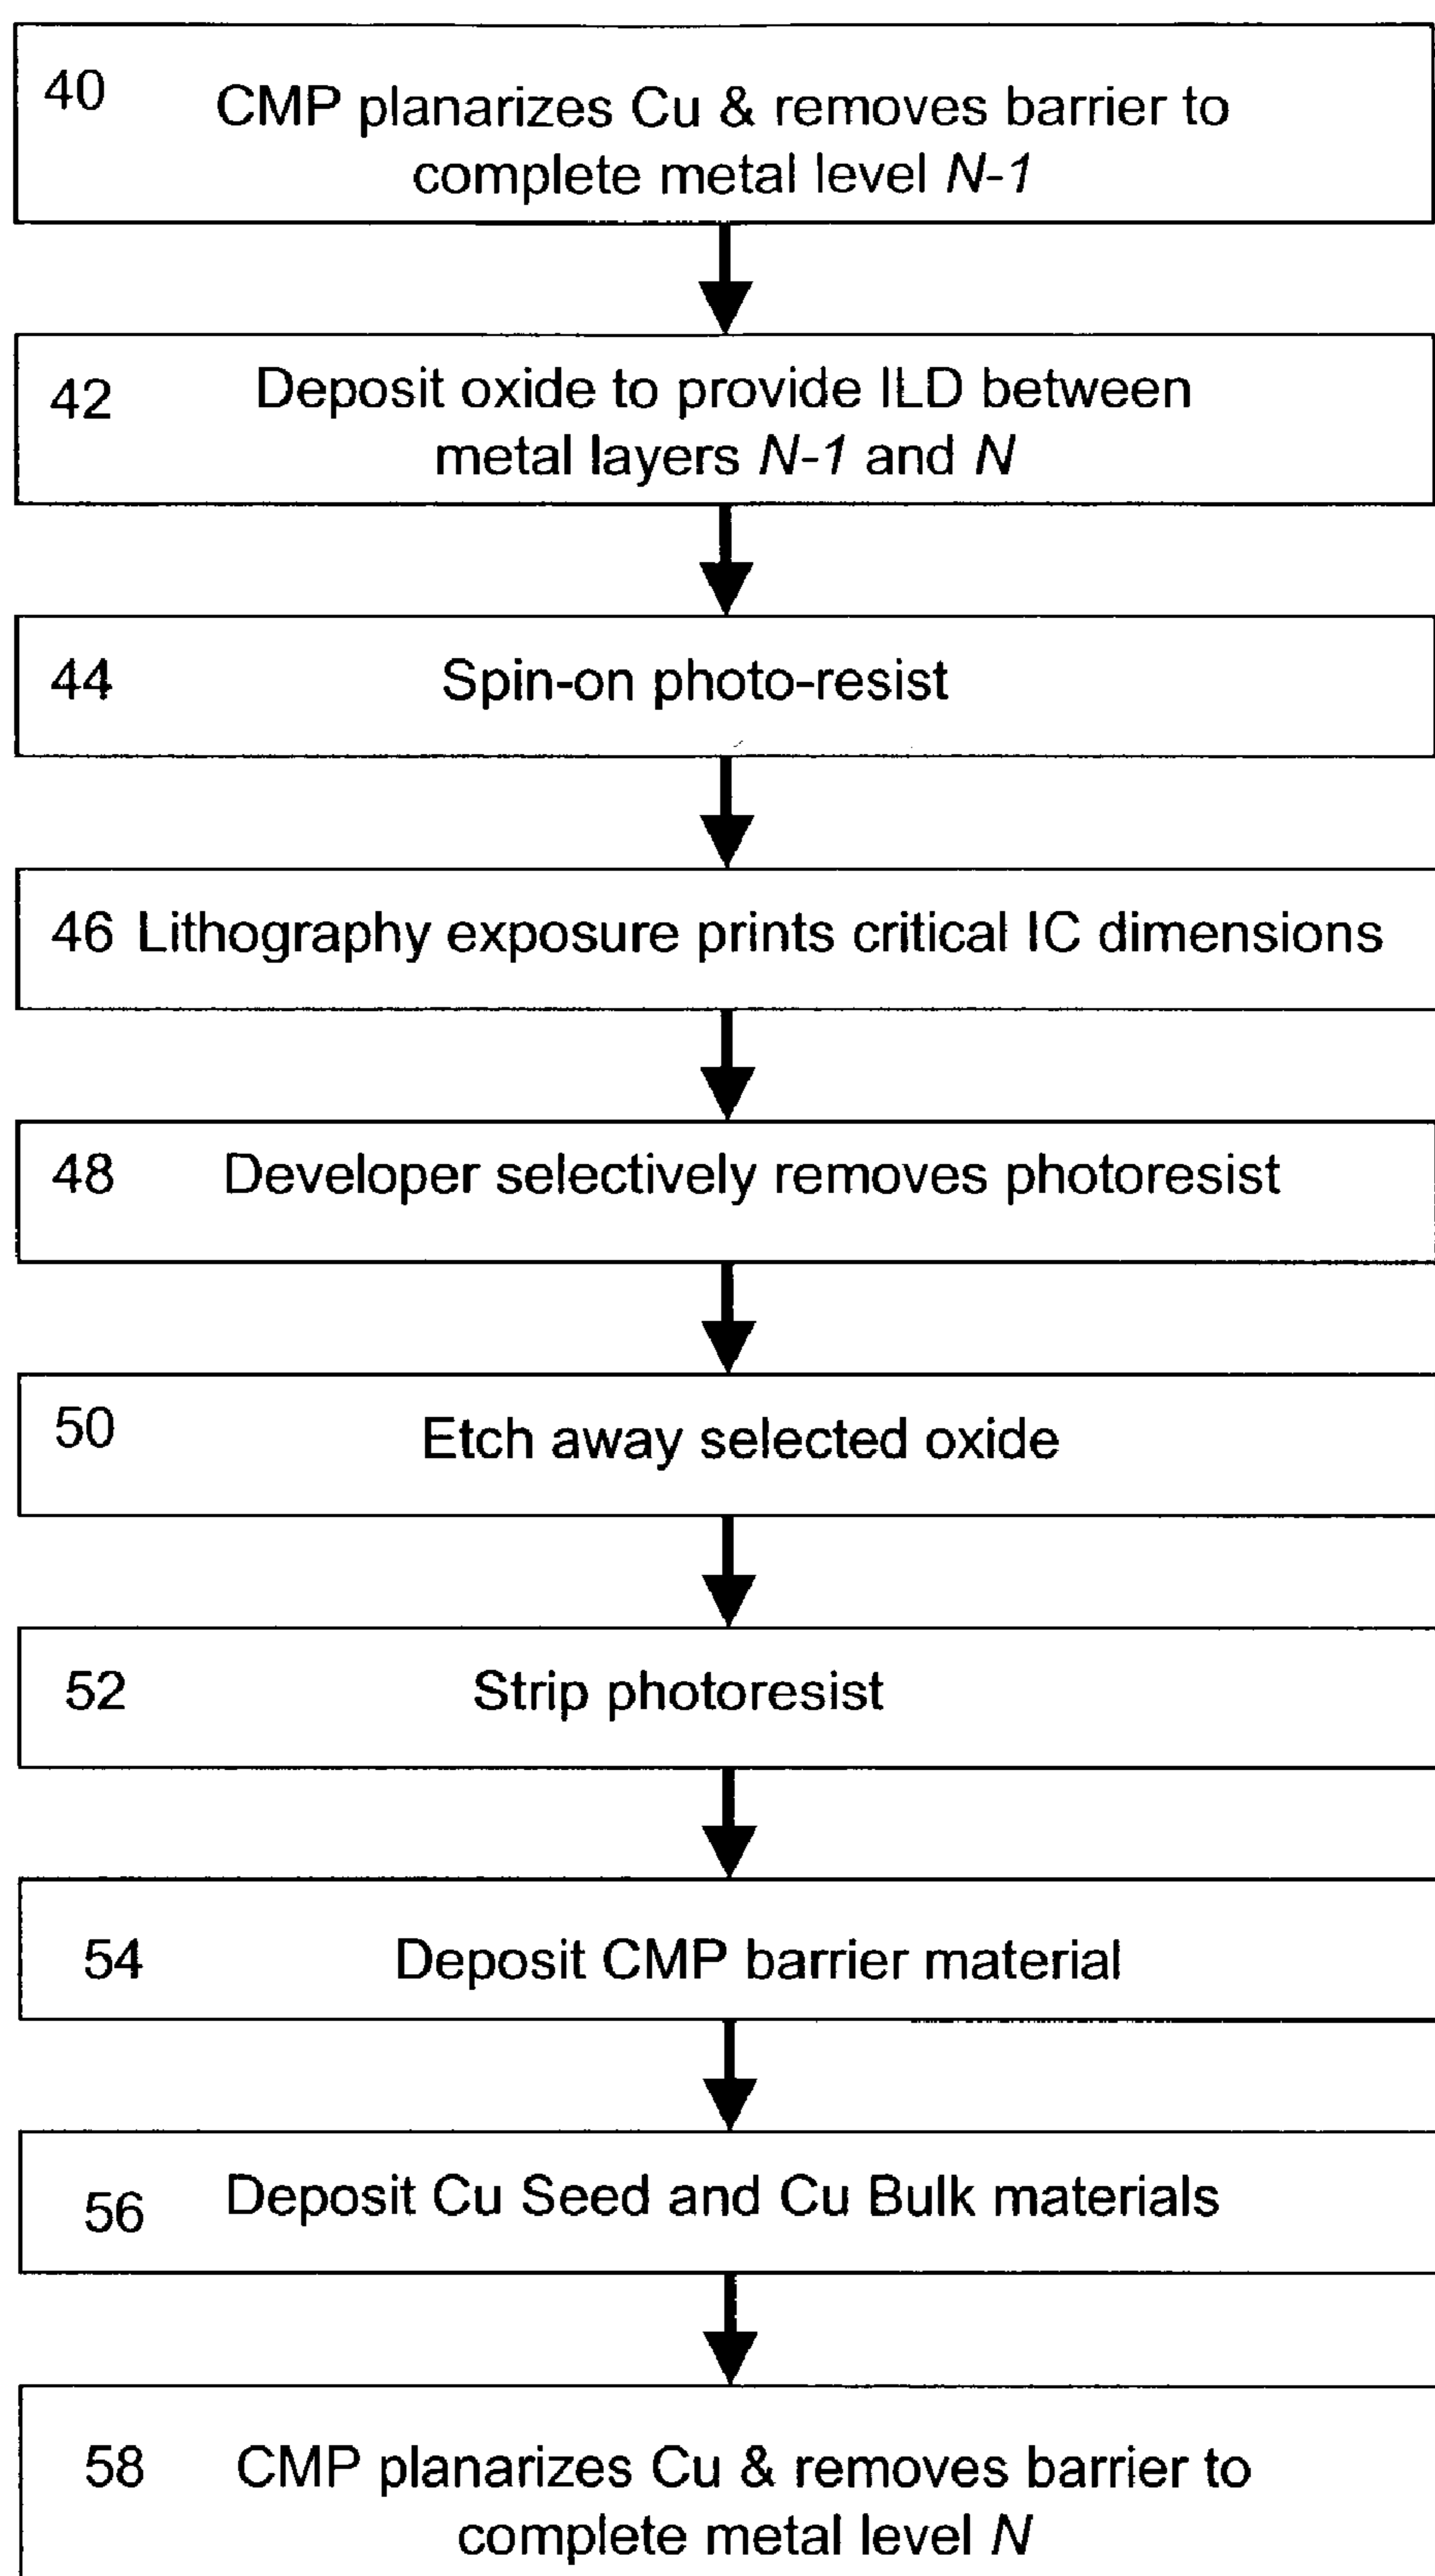 40 CMP planarizes Cu & removes barrier to
complete metal level N-1
42 Deposit oxide to provide ILD between
metal layers N-1 and N
44 Spin-on photo-resist
46 Lithography exposure prints critical IC dimensions
48 Developer selectively removes photoresist
50 Etch away selected oxide
52 Strip photoresist
54 Deposit CMP barrier material
56 Deposit Cu Seed and Cu Bulk materials
58 CMP planarizes Cu & removes barrier to
complete metal level N